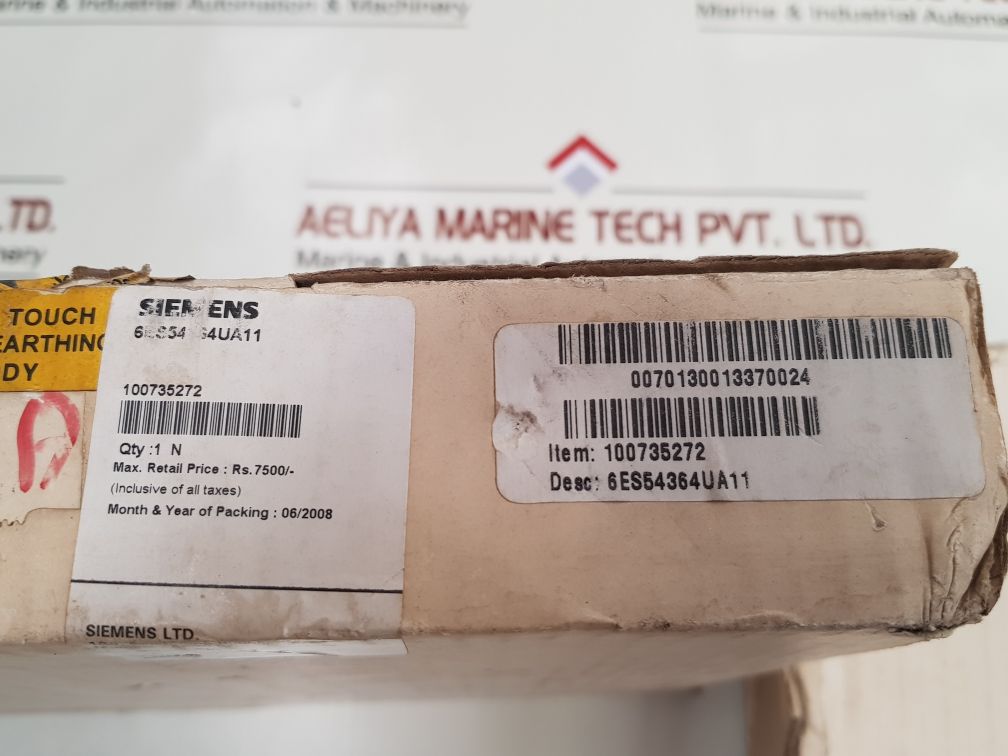 Marine & Industrial Automation & Machinery
Marine & Industrial Automa
LTD.
AELIYA MARINE TECH PVT. LTD.
TOUCH
EARTHING
DY
SIEMENS
100735272
Qty :1 N
Max. Retail Price : Rs.7500/-
(Inclusive of all taxes)
Month & Year of Packing : 06/2008
SIEMENS LTD.
0070130013370024
Item: 100735272
Desc: 6ES54364UA11
A